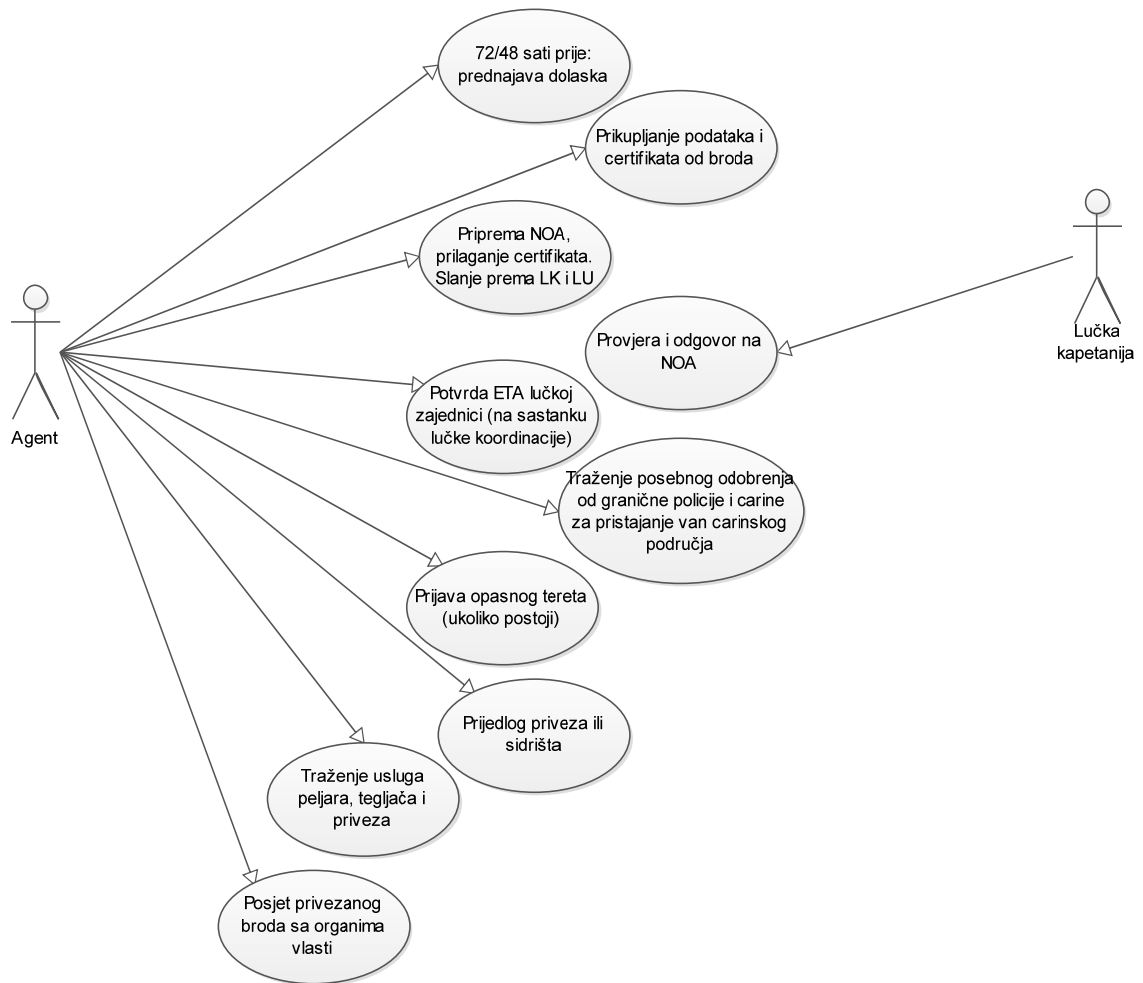 72/48 sati prije:
prednajava dolaska
Prikupljanje podataka i
certifikata od broda
Priprema NOA,
prilaganje certifikata.
Slanje prema LK i LU
Provjera i odgovor na
NOA
Lučka
kapetanija
Agent
Potvrda ETA lučkoj
zajednici (na sastanku
lučke koordinacije)
Traženje posebnog odobrenja
od granične policije i carine
za pristajanje van carinskog
područja
Prijava opasnog tereta
(ukoliko postoji)
Prijedlog priveza ili
sidrišta
Traženje usluga
peljara, tegljača i
priveza
Posjet privezanog
broda sa organima
vlasti